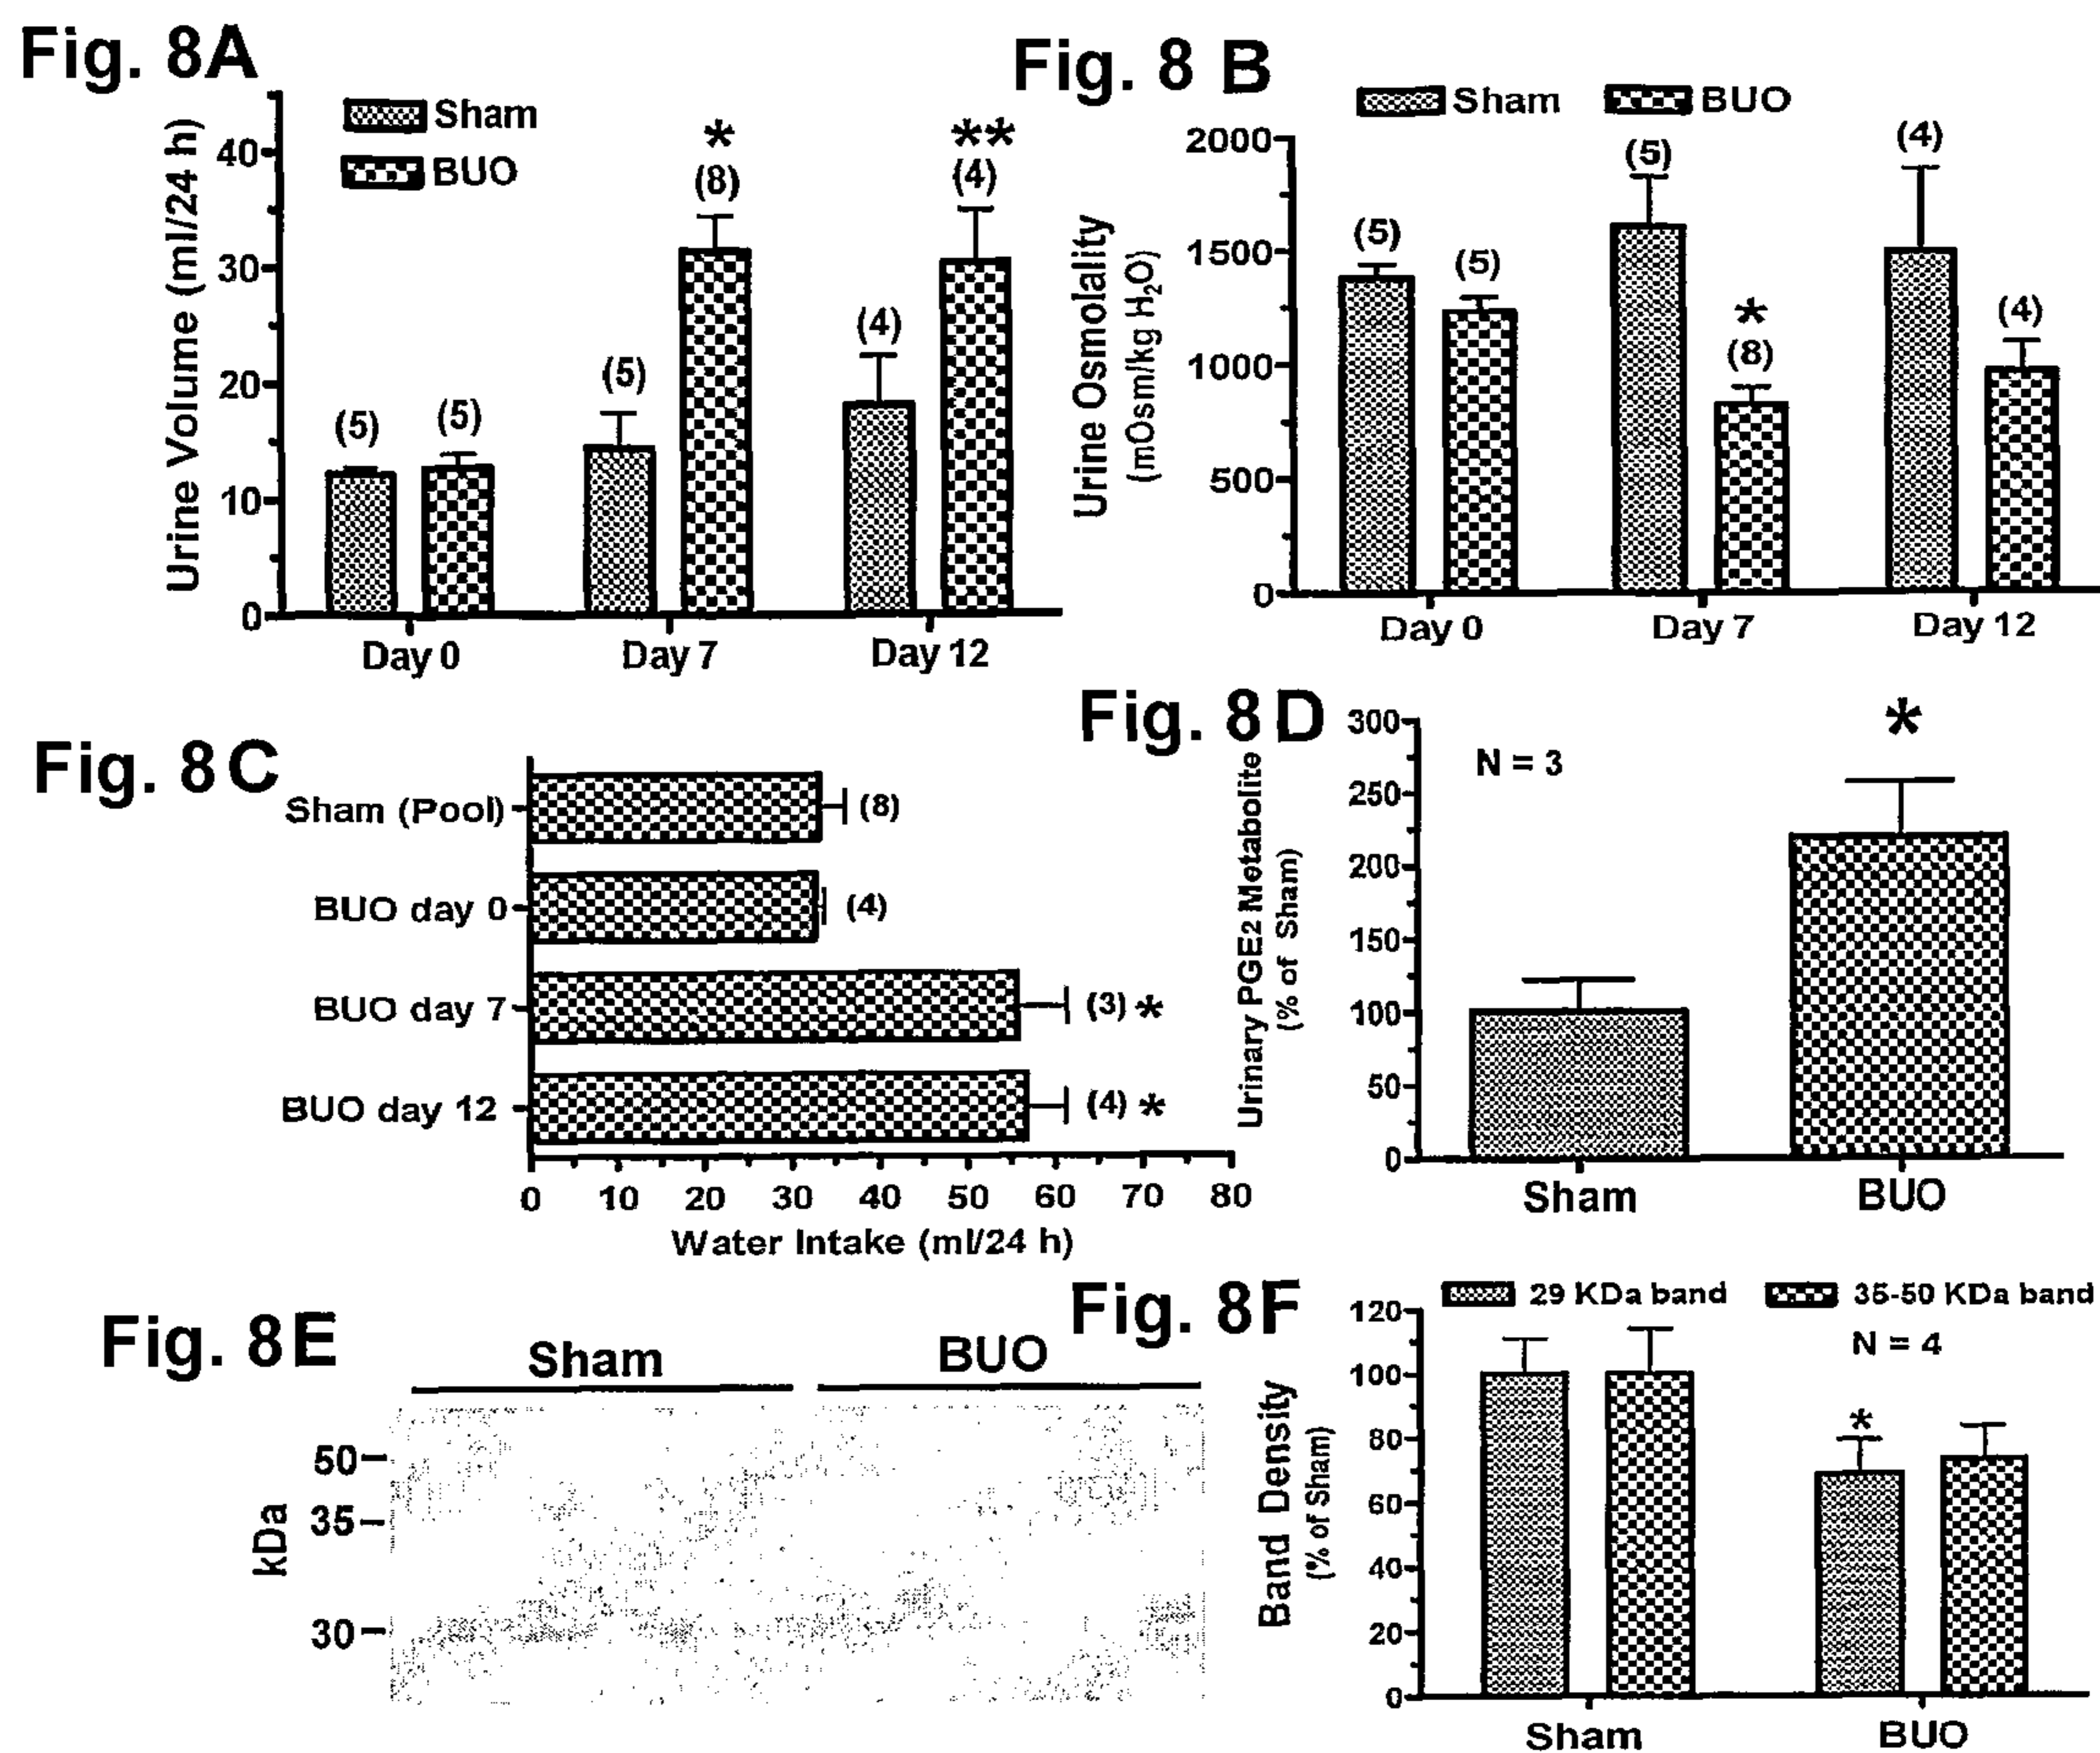 Fig. 8A
Sham
BUO
Urine Volume (ml/24 h)
40
30
20
10
0
(5)
(5)
(5)
*
(8)
(4)
**
(4)
Day 0
Day 7
Day 12
Fig. 8 B
Sham
BUO
Urine Osmolality
(mOsm/kg H₂O)
2000
1500
1000
500
0
(5)
(5)
(5)
*
(8)
(4)
(4)
Day 0
Day 7
Day 12
Fig. 8 C
Sham (Pool)
(8)
BUO day 0
(4)
BUO day 7
(3) *
BUO day 12
(4) *
0 10 20 30 40 50 60 70 80
Water Intake (ml/24 h)
Fig. 8 D
Urinary PGE2 Metabolite
(% of Sham)
300
250
200
150
100
50
0
N = 3
*
Sham
BUO
Fig. 8 E
Sham
BUO
kDa
50
35
30
Fig. 8F
29 KDa band
35-50 KDa band
N = 4
Band Density
(% of Sham)
120
100
80
60
40
20
0
*
Sham
BUO